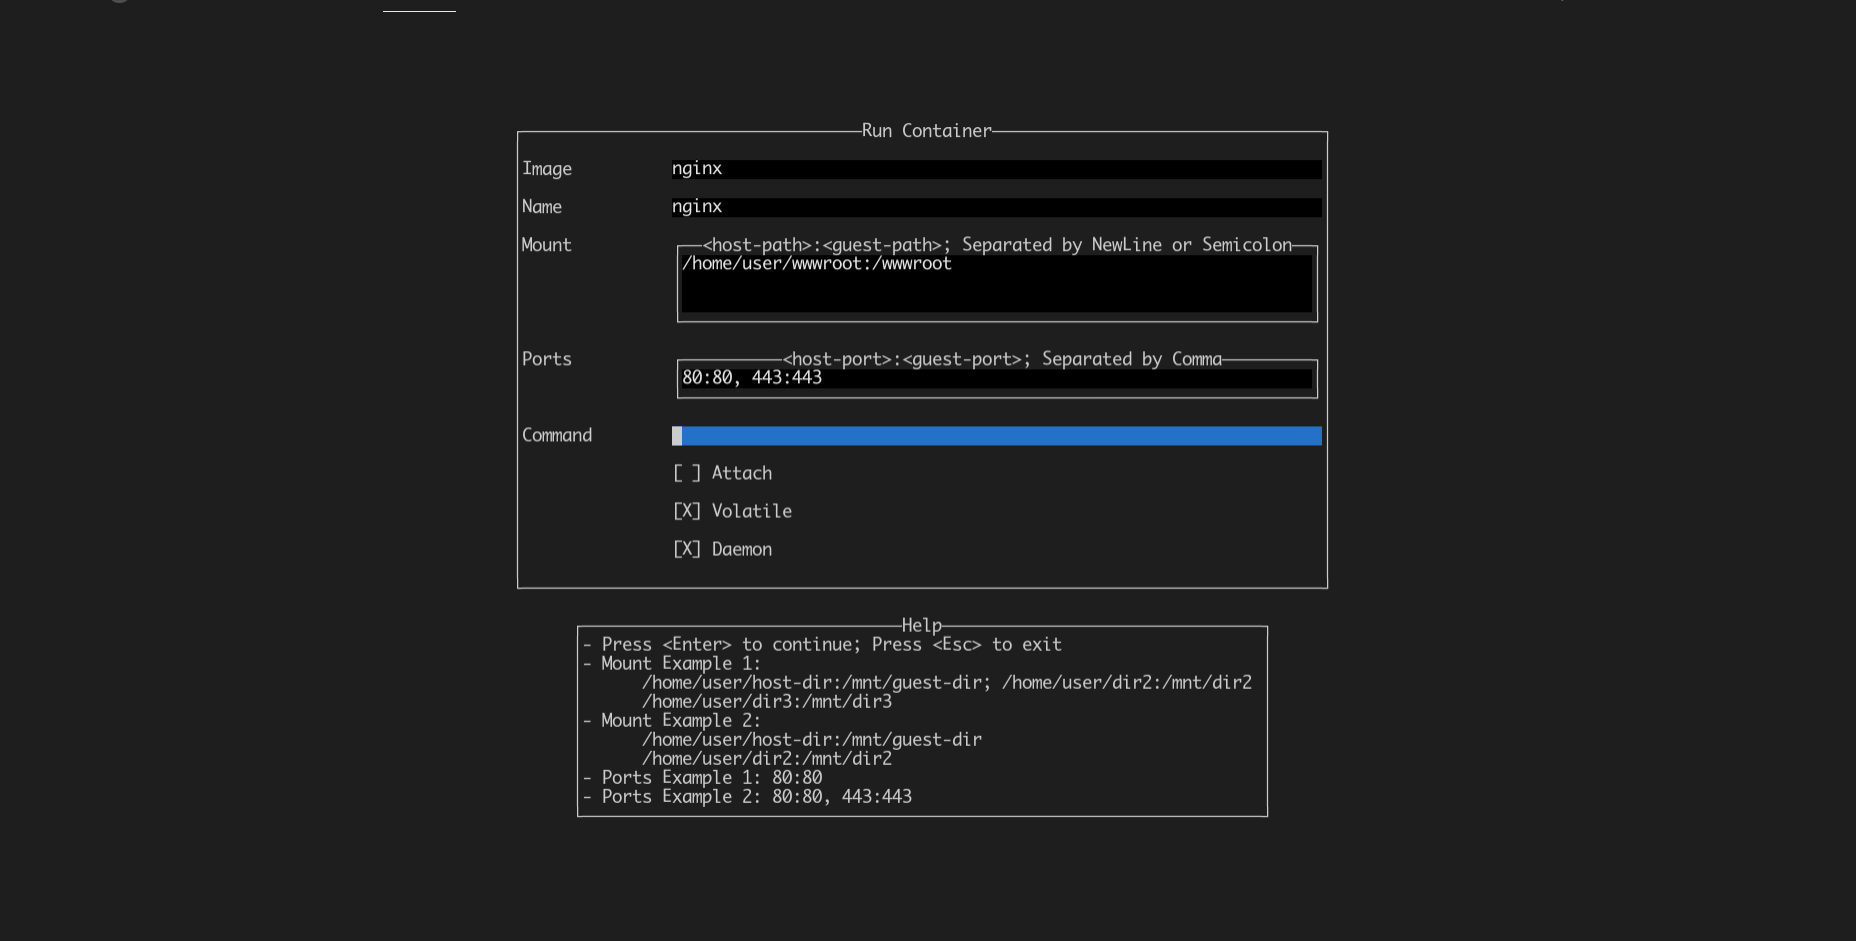 Run Container
Image nginx
Name nginx
Mount <host-path>:<guest-path>; Separated by NewLine or Semicolon
/home/user/wwwroot:/wwwroot
Ports <host-port>:<guest-port>; Separated by Comma
80:80, 443:443
Command
[ ] Attach
[X] Volatile
[X] Daemon
Help
- Press <Enter> to continue; Press <Esc> to exit
- Mount Example 1:
/home/user/host-dir:/mnt/guest-dir; /home/user/dir2:/mnt/dir2
/home/user/dir3:/mnt/dir3
- Mount Example 2:
/home/user/host-dir:/mnt/guest-dir
/home/user/dir2:/mnt/dir2
- Ports Example 1: 80:80
- Ports Example 2: 80:80, 443:443